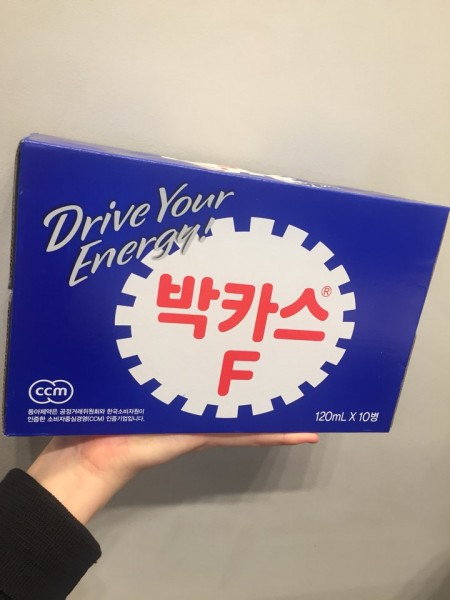 Drive Your
Energy!
박카스®
F
ccm
동아제약은 공정거래위원회와 한국소비자원이
인증한 소비자중심경영(CCM) 인증기업입니다.
120mL X 10병